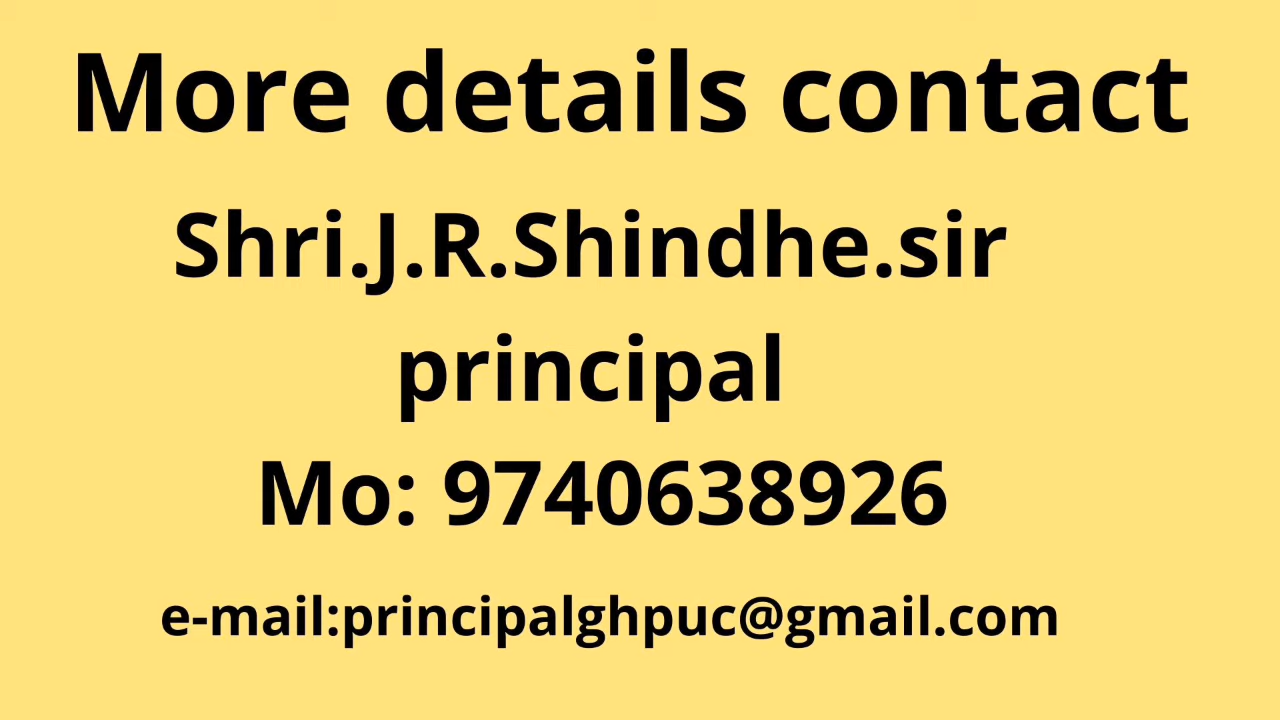 More details contact
Shri.J.R.Shindhe.sir
principal
Mo: 9740638926
e-mail:principalghpuc@gmail.com